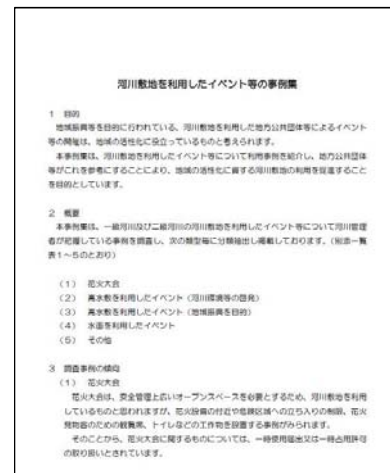 河川敷地を利用したイベント等の事例集
1 目的
地域振興等を目的に行われている、河川敷地を利用した地方公共団体等によるイベント
等の開催は、地域の活性化に役立っているものと考えられます。
本事例集は、河川敷地を利用したイベント等について利用事例を紹介し、地方公共団体
等がこれを参考にすることにより、地域の活性化に資する河川敷地の利用を促進すること
を目的としています。
2 概要
本事例集は、一級河川及び二級河川の河川敷地を利用したイベント等について河川管理
者が把握している事例を調査し、次の類型毎に分類抽出し掲載しております。（別添一覧
表1～5のとおり）
（1） 花火大会
（2） 高水敷を利用したイベント（河川環境等の啓発）
（3） 高水敷を利用したイベント（地域振興を目的）
（4） 水面を利用したイベント
（5） その他
3 調査事例の傾向
（1） 花火大会
花火大会は、安全管理上広いオープンスペースを必要とするため、河川敷地を利用
しているものと思われますが、花火設備の付近や危険区域への立ち入りの制限、花火
見物客のための観覧席、トイレなどの工作物を設置する事例がみられます。
そのことから、花火大会に関するものについては、一時使用届出又は一時占用許可
の取り扱いとされています。